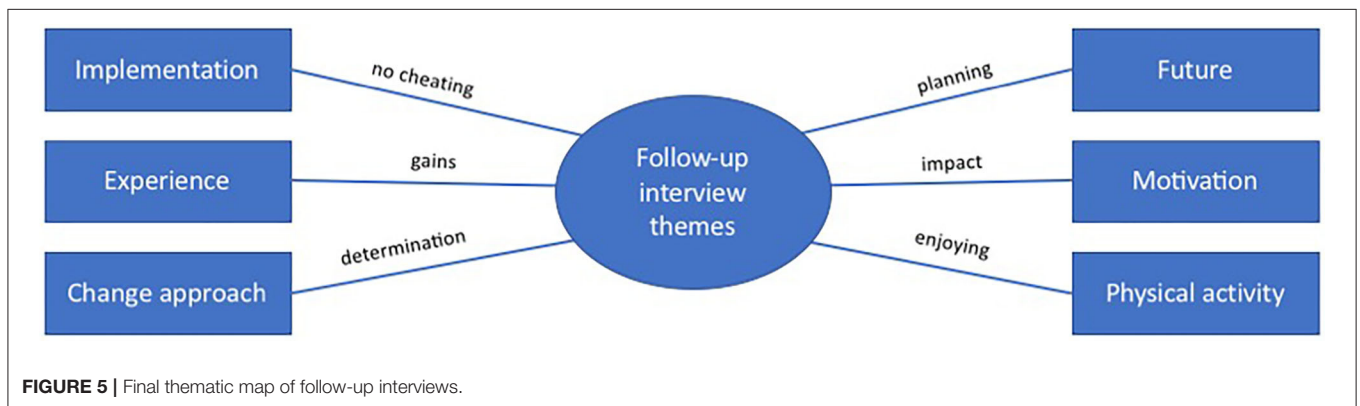 Implementation
no cheating
planning
Future
Experience
gains
Follow-up
interview
themes
impact
Motivation
Change approach
determination
enjoying
Physical activity
FIGURE 5 | Final thematic map of follow-up interviews.